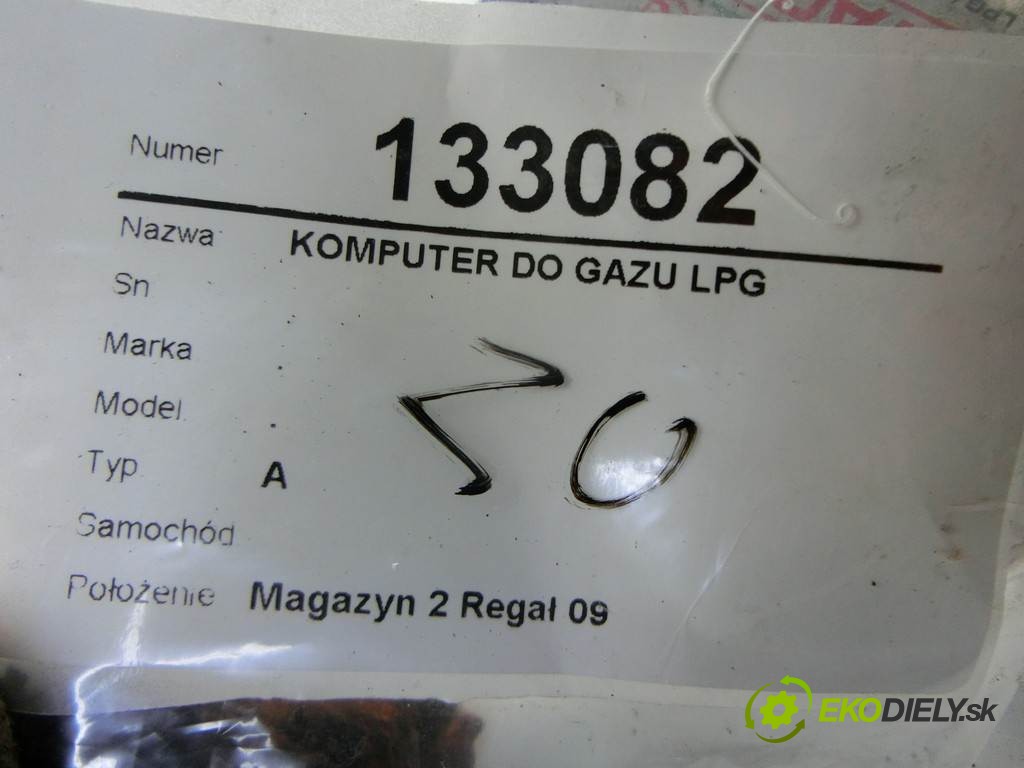 Numer 133082
Nazwa KOMPUTER DO GAZU LPG
Sn
Marka
Model
Typ A
Samochód
Położenie Magazyn 2 Regał 09
EKODIELY.sk